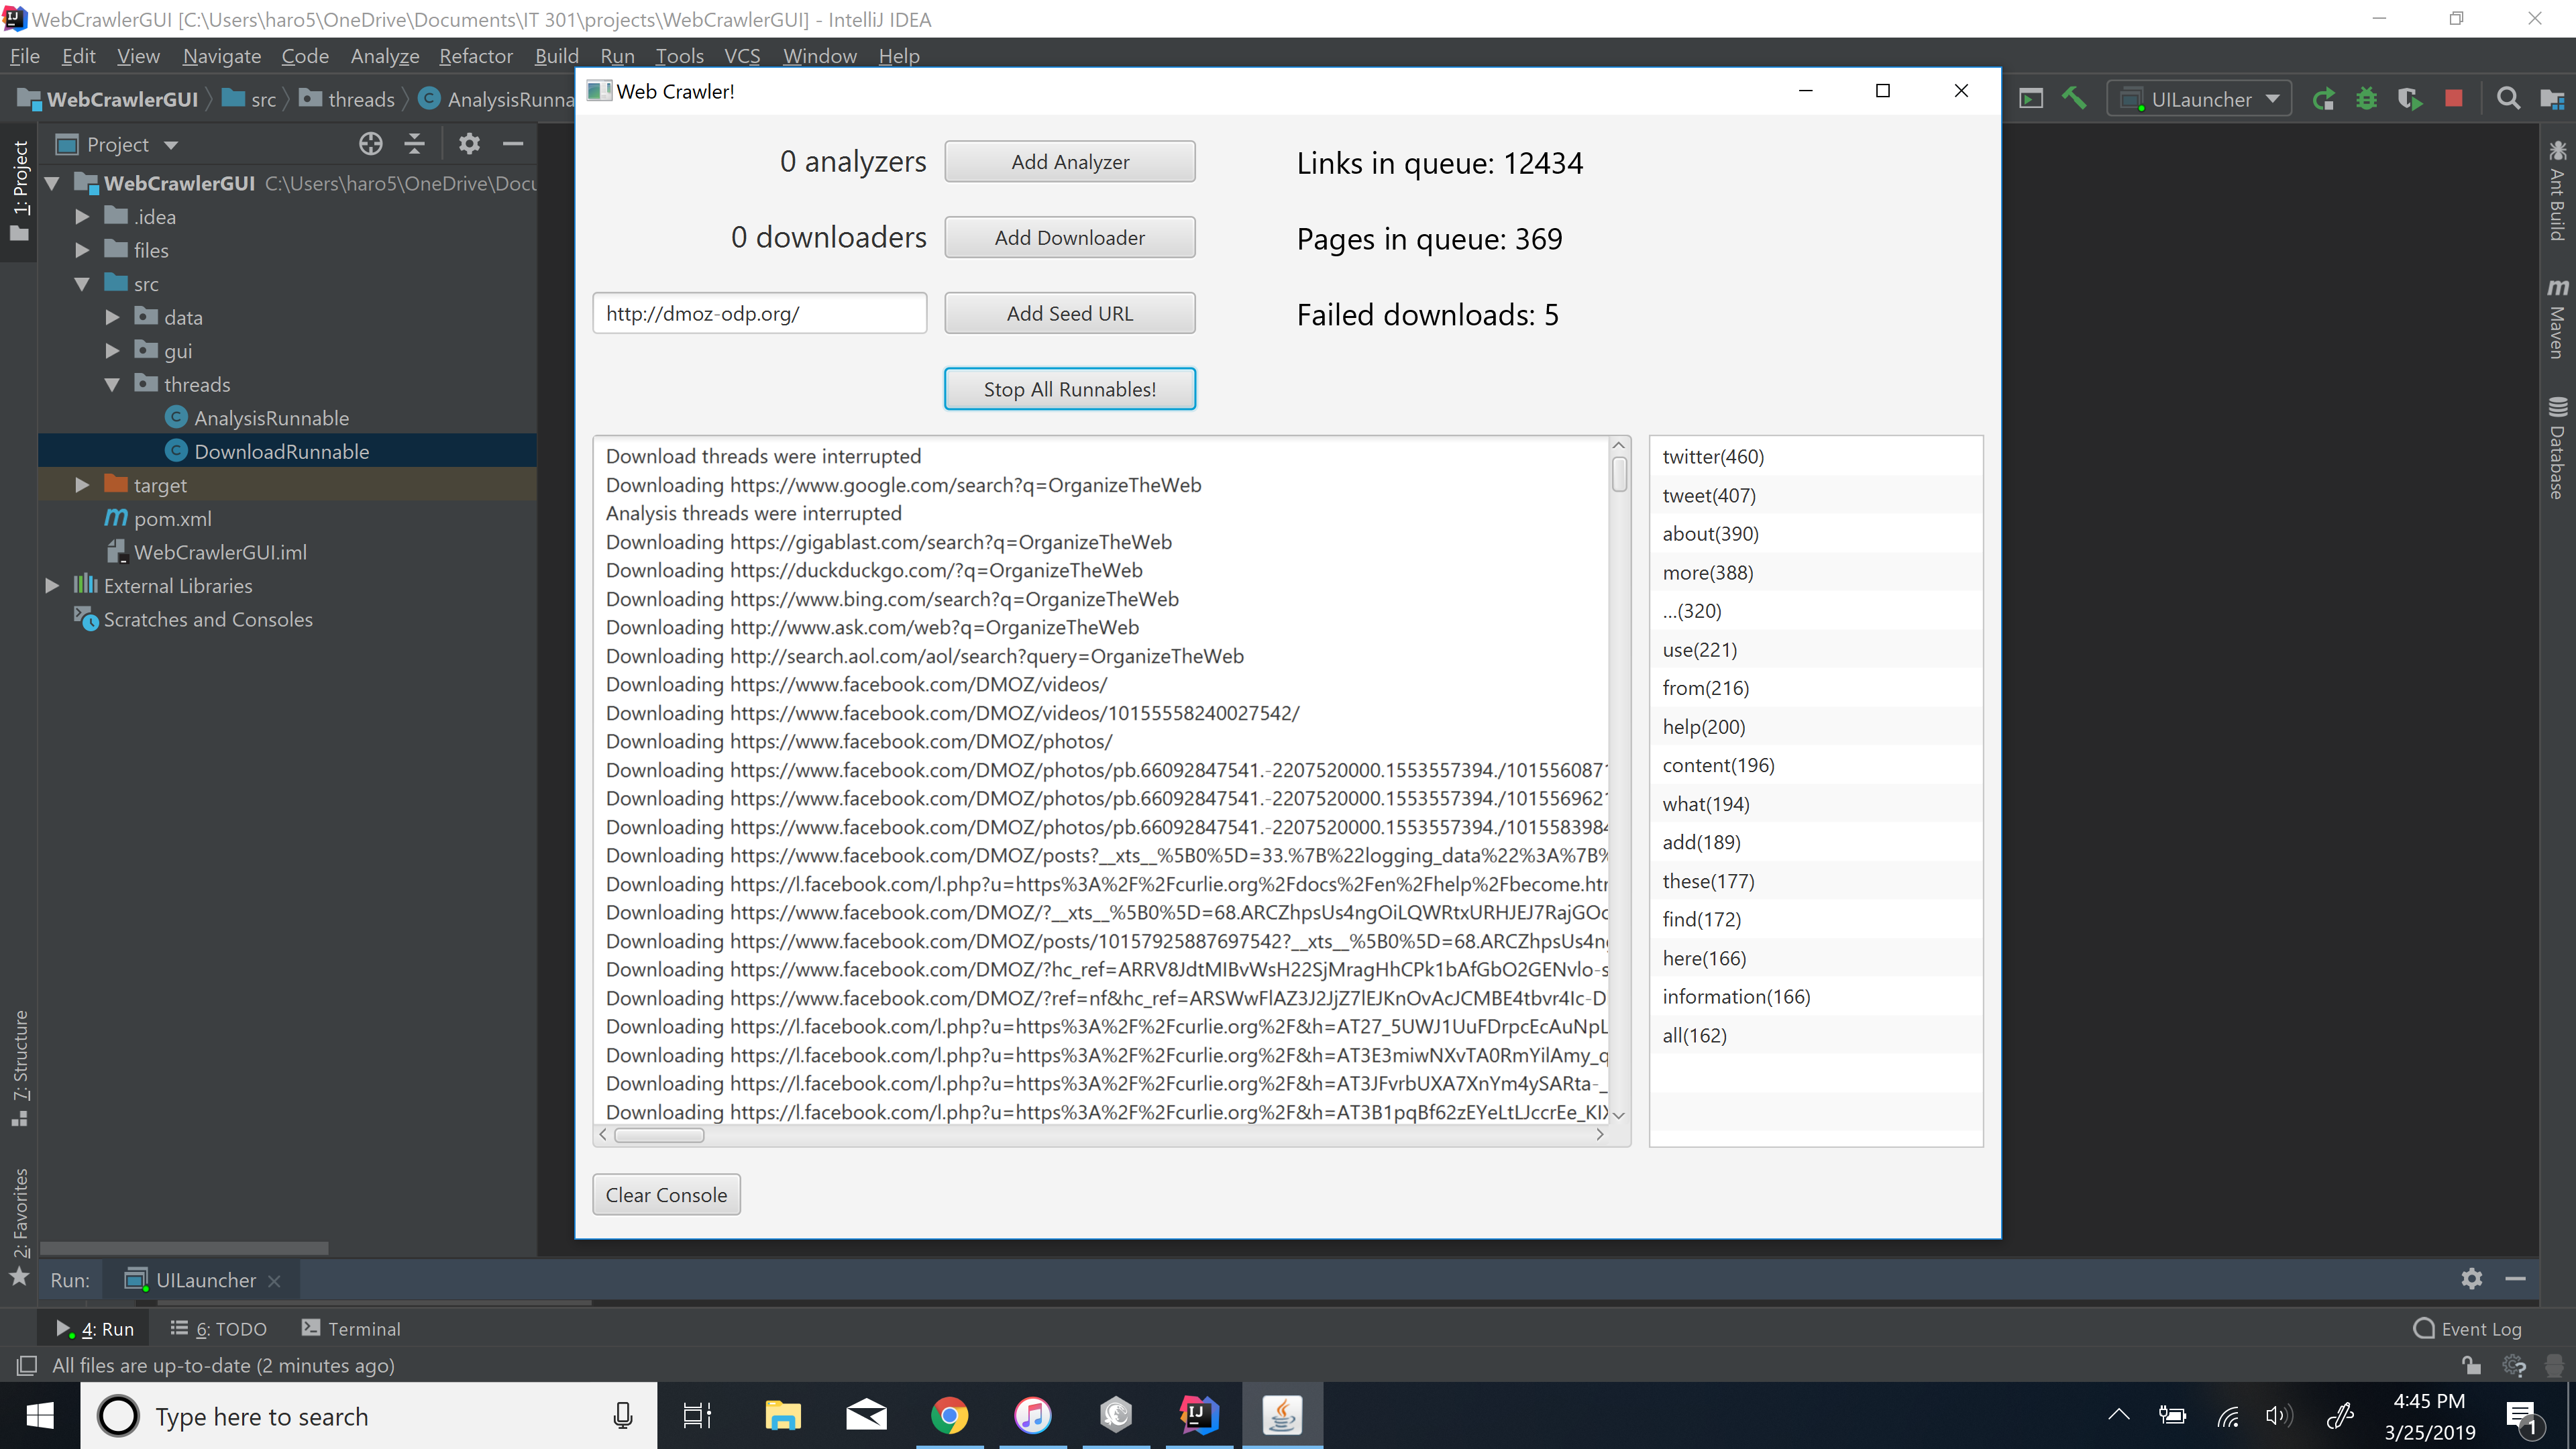 WebCrawlerGUI [C:\Users\haro5\OneDrive\Documents\IT 301\projects\WebCrawlerGUI] - IntelliJ IDEA
File Edit View Navigate Code Analyze Refactor Build Run Tools VCS Window Help
WebCrawlerGUI src threads AnalysisRunna
UILauncher
1: Project
Project
WebCrawlerGUI C:\Users\haro5\OneDrive\Docu
.idea
files
src
data
gui
threads
AnalysisRunnable
DownloadRunnable
target
pom.xml
WebCrawlerGUI.iml
External Libraries
Scratches and Consoles
7: Structure
2: Favorites
Web Crawler!
0 analyzers Add Analyzer Links in queue: 12434
0 downloaders Add Downloader Pages in queue: 369
http://dmoz-odp.org/ Add Seed URL Failed downloads: 5
Stop All Runnables!
Download threads were interrupted
Downloading https://www.google.com/search?q=OrganizeTheWeb
Analysis threads were interrupted
Downloading https://gigablast.com/search?q=OrganizeTheWeb
Downloading https://duckduckgo.com/?q=OrganizeTheWeb
Downloading https://www.bing.com/search?q=OrganizeTheWeb
Downloading http://www.ask.com/web?q=OrganizeTheWeb
Downloading http://search.aol.com/aol/search?query=OrganizeTheWeb
Downloading https://www.facebook.com/DMOZ/videos/
Downloading https://www.facebook.com/DMOZ/videos/10155558240027542/
Downloading https://www.facebook.com/DMOZ/photos/
Downloading https://www.facebook.com/DMOZ/photos/pb.66092847541.-2207520000.1553557394./101556087
Downloading https://www.facebook.com/DMOZ/photos/pb.66092847541.-2207520000.1553557394./101556962
Downloading https://www.facebook.com/DMOZ/photos/pb.66092847541.-2207520000.1553557394./101558398
Downloading https://www.facebook.com/DMOZ/posts?__xts__%5B0%5D=33.%7B%22logging_data%22%3A%7B%
Downloading https://l.facebook.com/l.php?u=https%3A%2F%2Fcurlie.org%2Fdocs%2Fen%2Fhelp%2Fbecome.htr
Downloading https://www.facebook.com/DMOZ/?__xts__%5B0%5D=68.ARCZhpsUs4ngOiLQWRtxURHJEJ7RajGOc
Downloading https://www.facebook.com/DMOZ/posts/10157925887697542?__xts__%5B0%5D=68.ARCZhpsUs4n
Downloading https://www.facebook.com/DMOZ/?hc_ref=ARRV8JdtMIBvWsH22SjMragHhCPk1bAfGbO2GENvlo-s
Downloading https://www.facebook.com/DMOZ/?ref=nf&hc_ref=ARSWwFlAZ3J2JjZ7lEJKnOvAcJCMBE4tbvr4Ic-D
Downloading https://l.facebook.com/l.php?u=https%3A%2F%2Fcurlie.org%2F&h=AT27_5UWJ1UuFDrpcEcAuNpL
Downloading https://l.facebook.com/l.php?u=https%3A%2F%2Fcurlie.org%2F&h=AT3E3miwNXvTA0RmYilAmy_q
Downloading https://l.facebook.com/l.php?u=https%3A%2F%2Fcurlie.org%2F&h=AT3JFvrbUXA7XnYm4ySARta-_
Downloading https://l.facebook.com/l.php?u=https%3A%2F%2Fcurlie.org%2F&h=AT3B1pqBf62zEYeLtLJccrEe_KIX
twitter(460)
tweet(407)
about(390)
more(388)
...(320)
use(221)
from(216)
help(200)
content(196)
what(194)
add(189)
these(177)
find(172)
here(166)
information(166)
all(162)
Clear Console
Ant Build
Maven
Database
Run: UILauncher
4: Run 6: TODO Terminal Event Log
All files are up-to-date (2 minutes ago)
Type here to search
4:45 PM
3/25/2019
1